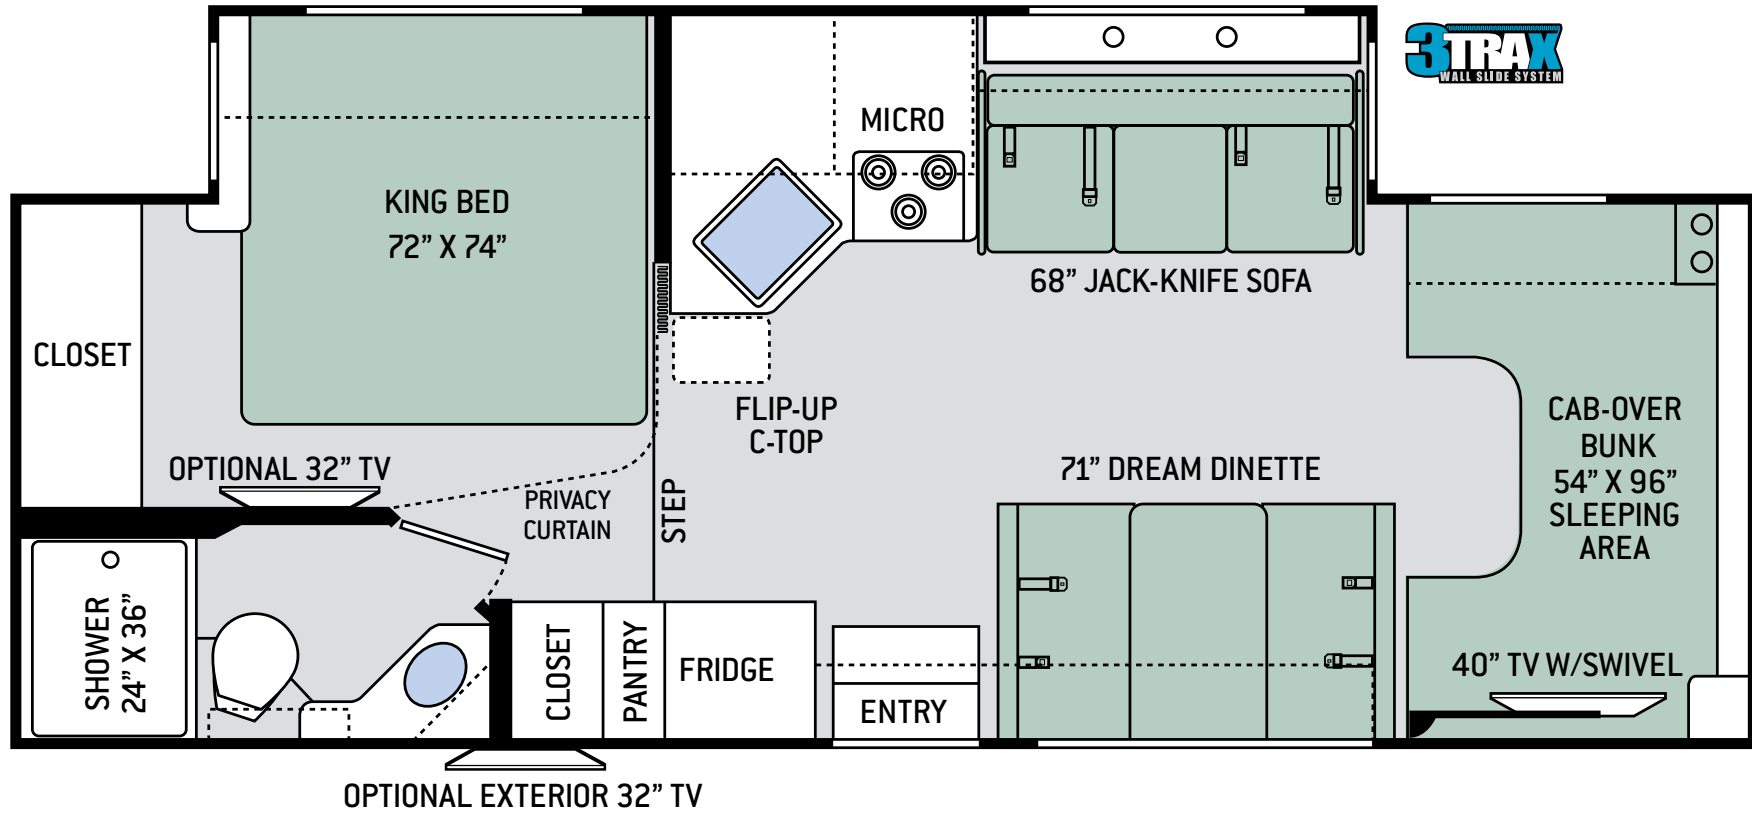 3TRAX
WALL SLIDE SYSTEM
MICRO
KING BED
72” X 74”
68” JACK-KNIFE SOFA
CLOSET
FLIP-UP
C-TOP
CAB-OVER
BUNK
54” X 96”
SLEEPING
AREA
OPTIONAL 32” TV
71” DREAM DINETTE
PRIVACY
CURTAIN
STEP
SHOWER
24” X 36”
CLOSET
PANTRY
FRIDGE
ENTRY
40” TV W/SWIVEL
OPTIONAL EXTERIOR 32” TV